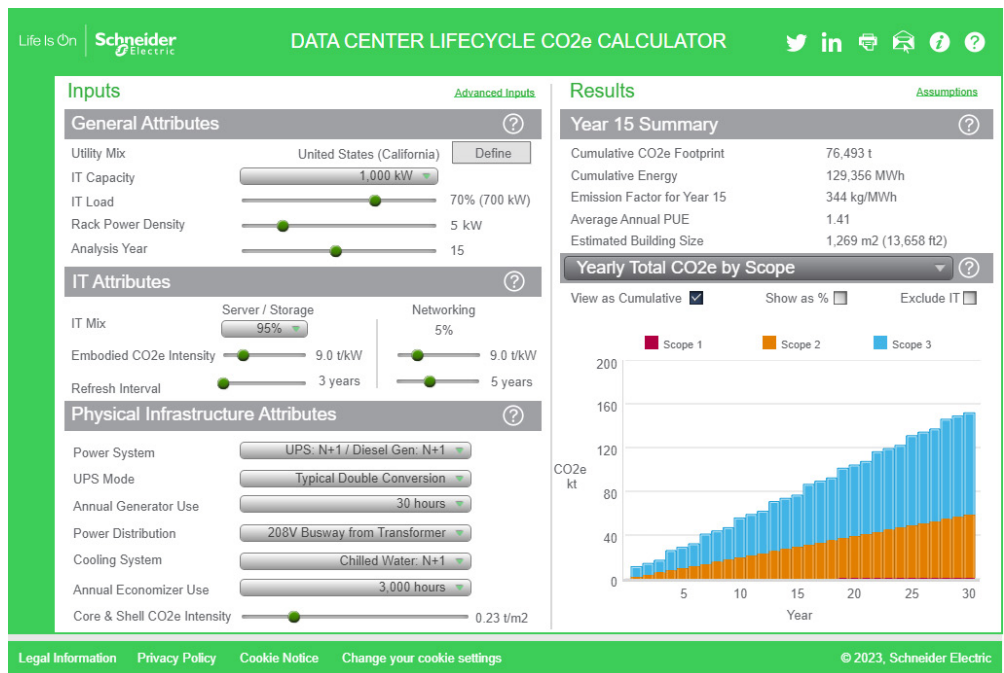 Life Is On Schneider Electric
DATA CENTER LIFECYCLE CO2e CALCULATOR
Inputs
Advanced Inputs
General Attributes
?
Utility Mix United States (California) Define
IT Capacity 1,000 kW
IT Load 70% (700 kW)
Rack Power Density 5 kW
Analysis Year 15
IT Attributes
?
Server / Storage Networking
IT Mix 95% 5%
Embodied CO2e Intensity 9.0 t/kW 9.0 t/kW
Refresh Interval 3 years 5 years
Physical Infrastructure Attributes
?
Power System UPS: N+1 / Diesel Gen: N+1
UPS Mode Typical Double Conversion
Annual Generator Use 30 hours
Power Distribution 208V Busway from Transformer
Cooling System Chilled Water: N+1
Annual Economizer Use 3,000 hours
Core & Shell CO2e Intensity 0.23 t/m2
Results
Assumptions
Year 15 Summary
?
Cumulative CO2e Footprint 76,493 t
Cumulative Energy 129,356 MWh
Emission Factor for Year 15 344 kg/MWh
Average Annual PUE 1.41
Estimated Building Size 1,269 m2 (13,658 ft2)
Yearly Total CO2e by Scope
?
View as Cumulative Show as % Exclude IT
Scope 1 Scope 2 Scope 3
200
160
120
CO2e
kt
80
40
0
5 10 15 20 25 30
Year
Legal Information Privacy Policy Cookie Notice Change your cookie settings
© 2023, Schneider Electric